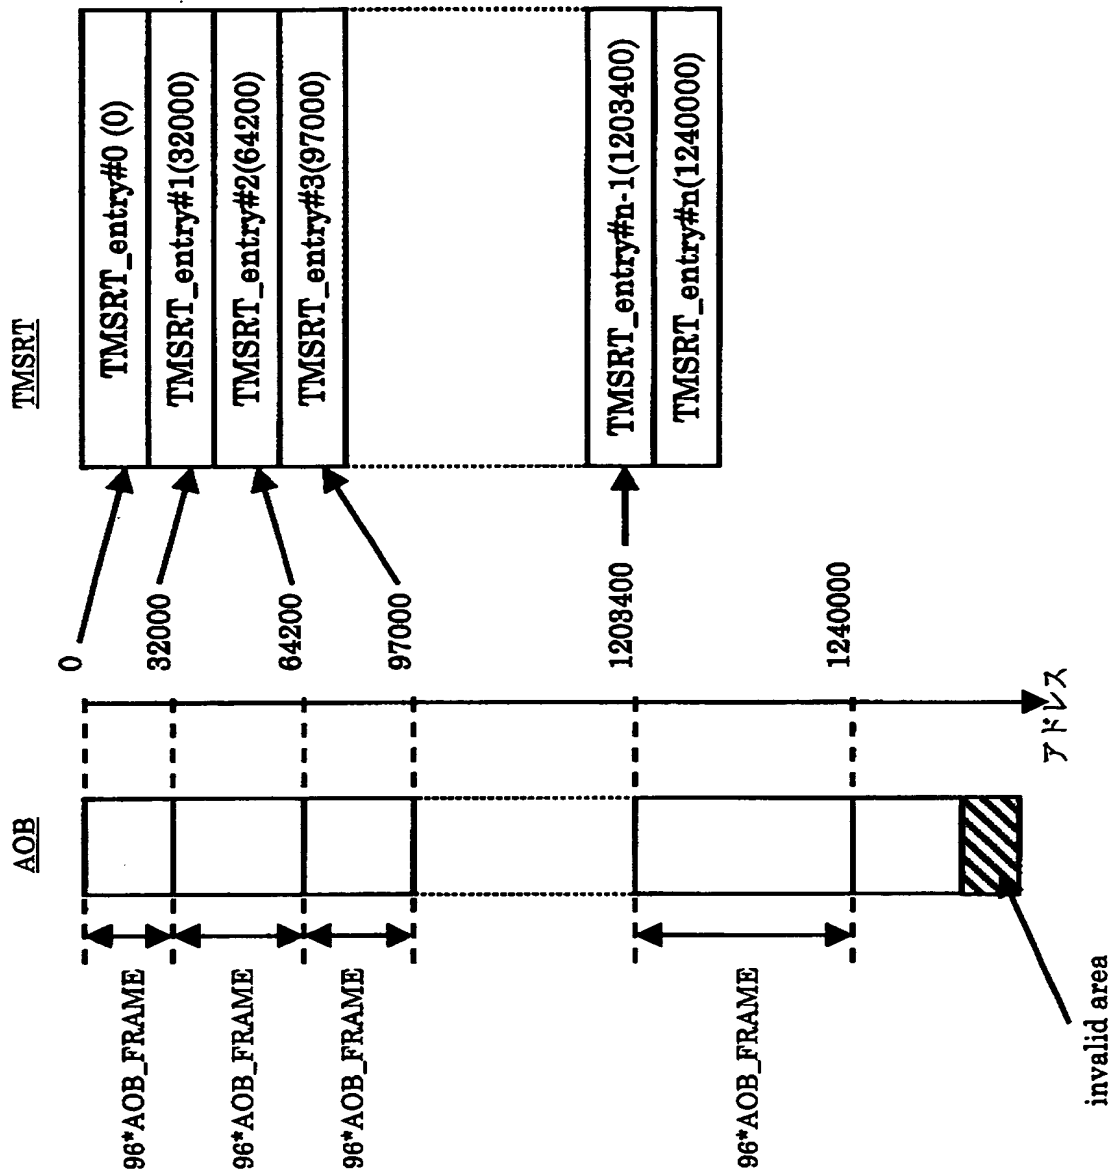 AOB
TMSRT
96*AOB_FRAME
96*AOB_FRAME
96*AOB_FRAME
96*AOB_FRAME
invalid area
0
32000
64200
97000
1208400
1240000
アドレス
TMSRT_entry#0 (0)
TMSRT_entry#1(32000)
TMSRT_entry#2(64200)
TMSRT_entry#3(97000)
TMSRT_entry#n-1(1203400)
TMSRT_entry#n(1240000)